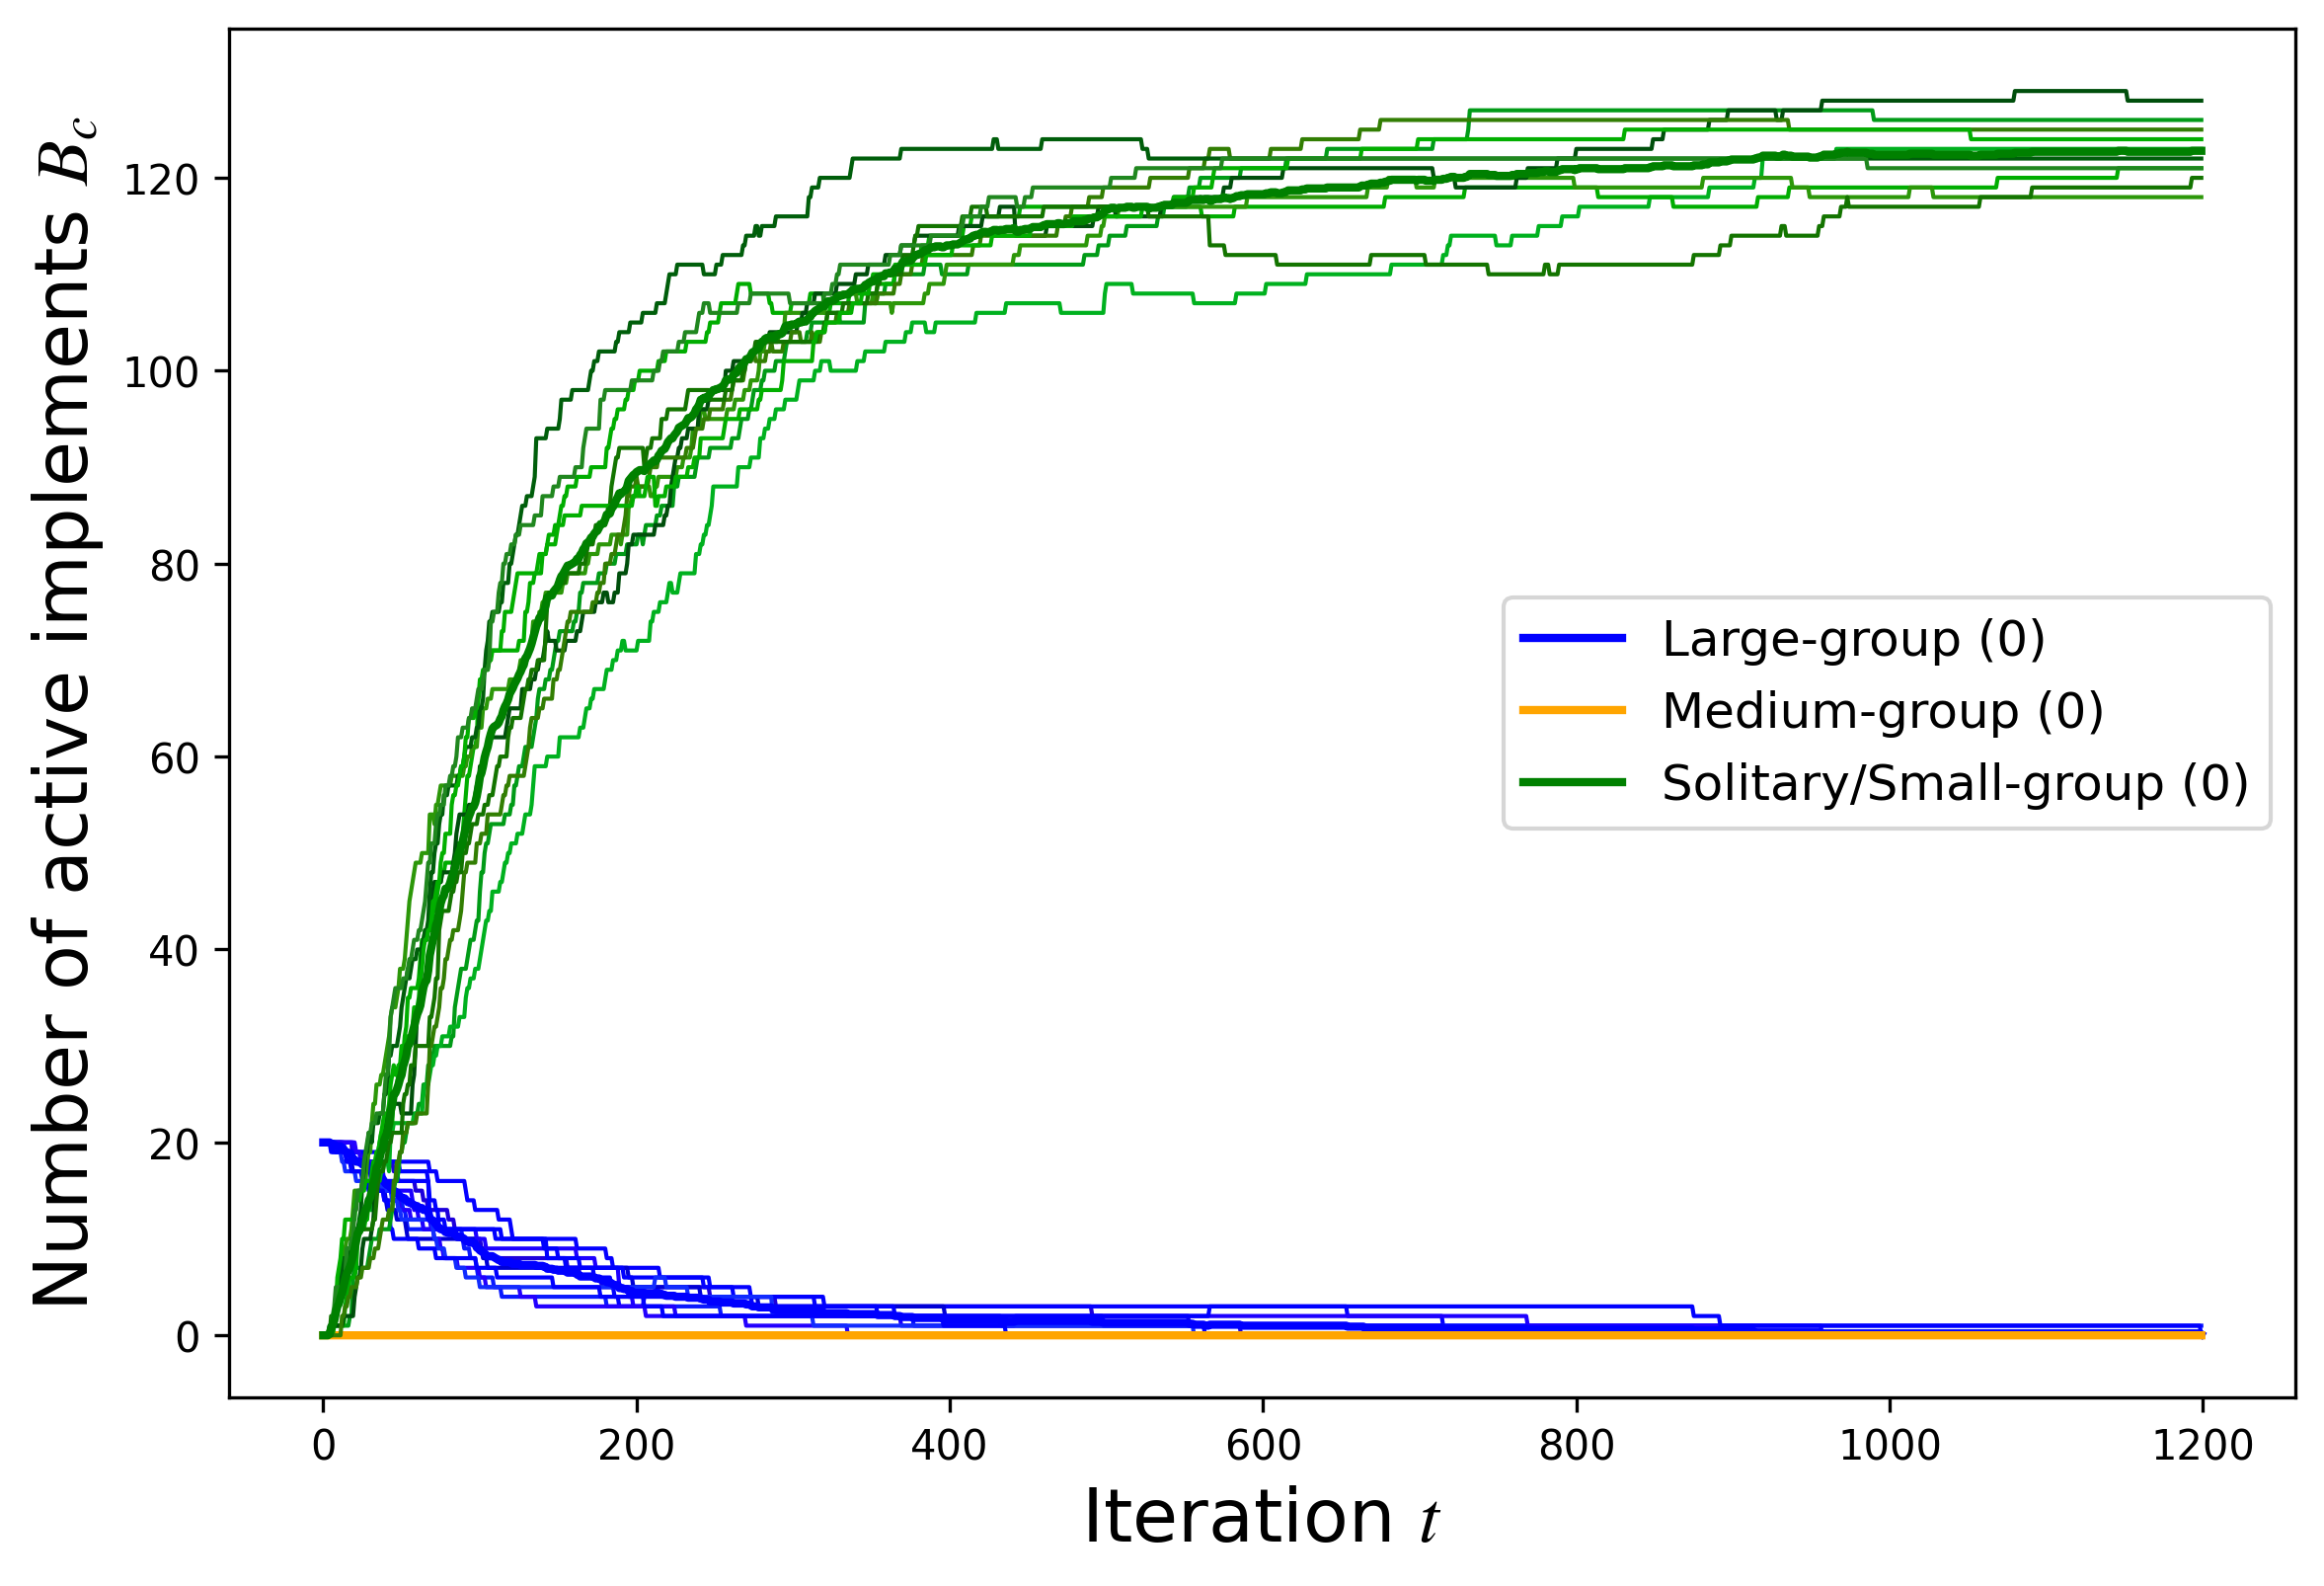 Number of active implements B_c
120
100
80
60
40
20
0
Large-group (0)
Medium-group (0)
Solitary/Small-group (0)
0 200 400 600 800 1000 1200
Iteration t